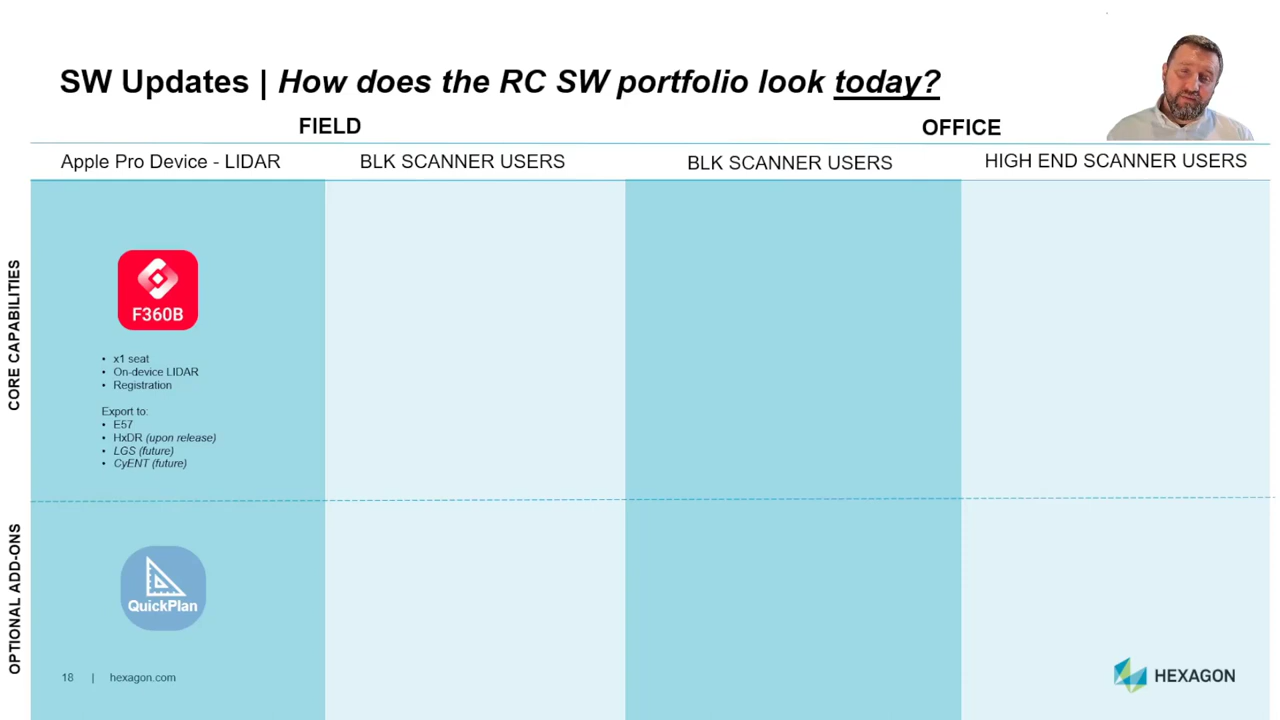 SW Updates | How does the RC SW portfolio look today?
FIELD
OFFICE
Apple Pro Device - LIDAR
BLK SCANNER USERS
BLK SCANNER USERS
HIGH END SCANNER USERS
CORE CAPABILITIES
F360B
• x1 seat
• On-device LIDAR
• Registration
Export to:
• E57
• HxDR (upon release)
• LGS (future)
• CyENT (future)
OPTIONAL ADD-ONS
QuickPlan
18 | hexagon.com
HEXAGON